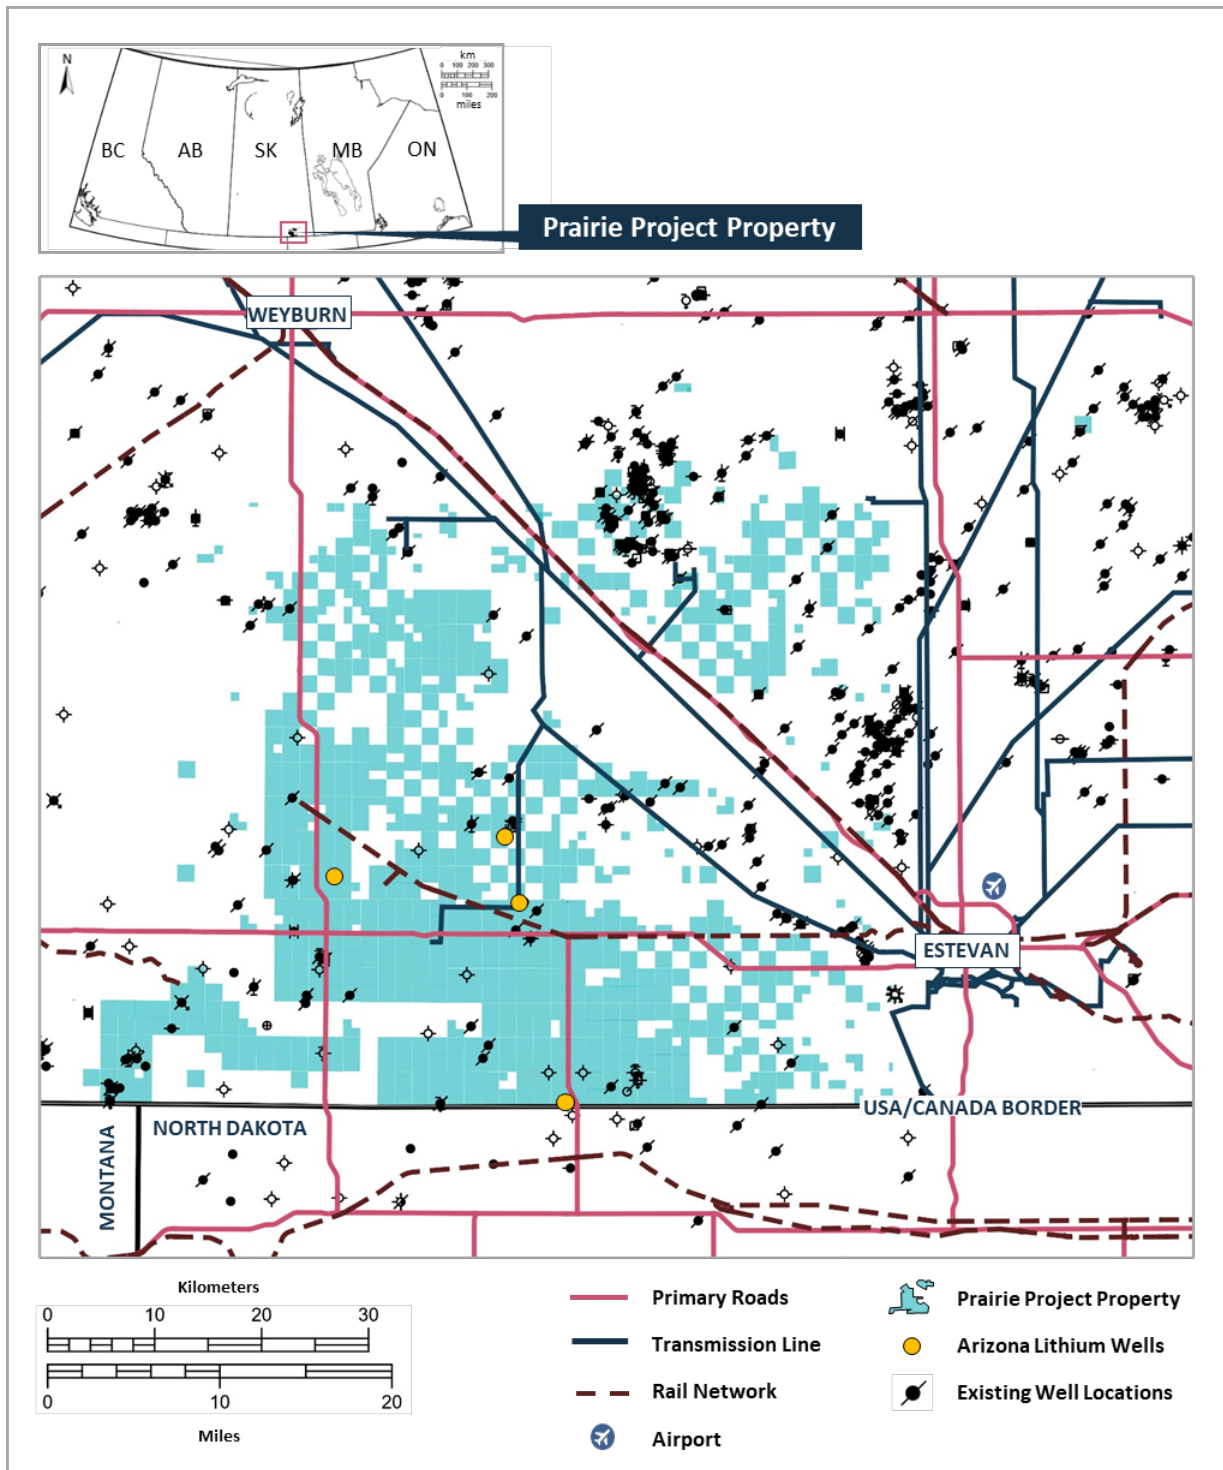 N
km
0 100 200 300
0 100 200
miles
BC
AB
SK
MB
ON
Prairie Project Property
WEYBURN
ESTEVAN
USA/CANADA BORDER
NORTH DAKOTA
MONTANA
Kilometers
0 10 20 30
0 10 20
Miles
Primary Roads
Transmission Line
Rail Network
Airport
Prairie Project Property
Arizona Lithium Wells
Existing Well Locations